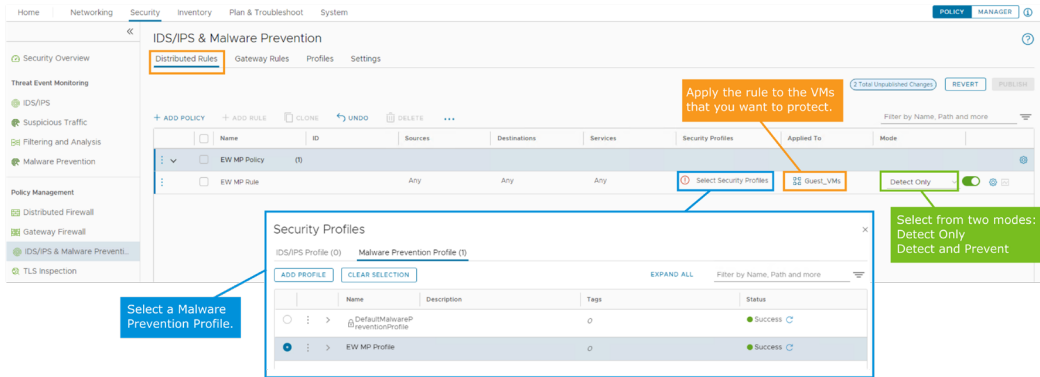 Home Networking Security Inventory Plan & Troubleshoot System POLICY MANAGER
IDS/IPS & Malware Prevention
Distributed Rules Gateway Rules Profiles Settings
Security Overview
Threat Event Monitoring
IDS/IPS
Suspicious Traffic
Filtering and Analysis
Malware Prevention
Policy Management
Distributed Firewall
Gateway Firewall
IDS/IPS & Malware Preventi...
TLS Inspection
2 Total Unpublished Changes REVERT PUBLISH
Apply the rule to the VMs
that you want to protect.
+ ADD POLICY + ADD RULE CLONE UNDO DELETE ... Filter by Name, Path and more
Name ID Sources Destinations Services Security Profiles Applied To Mode
EW MP Policy (1)
EW MP Rule Any Any Any Select Security Profiles Guest_VMs Detect Only
Select from two modes:
Detect Only
Detect and Prevent
Security Profiles ×
IDS/IPS Profile (0) Malware Prevention Profile (1)
ADD PROFILE CLEAR SELECTION EXPAND ALL Filter by Name, Path and more
Name Description Tags Status
DefaultMalwareP
reventionProfile 0 Success
EW MP Profile 0 Success
Select a Malware
Prevention Profile.